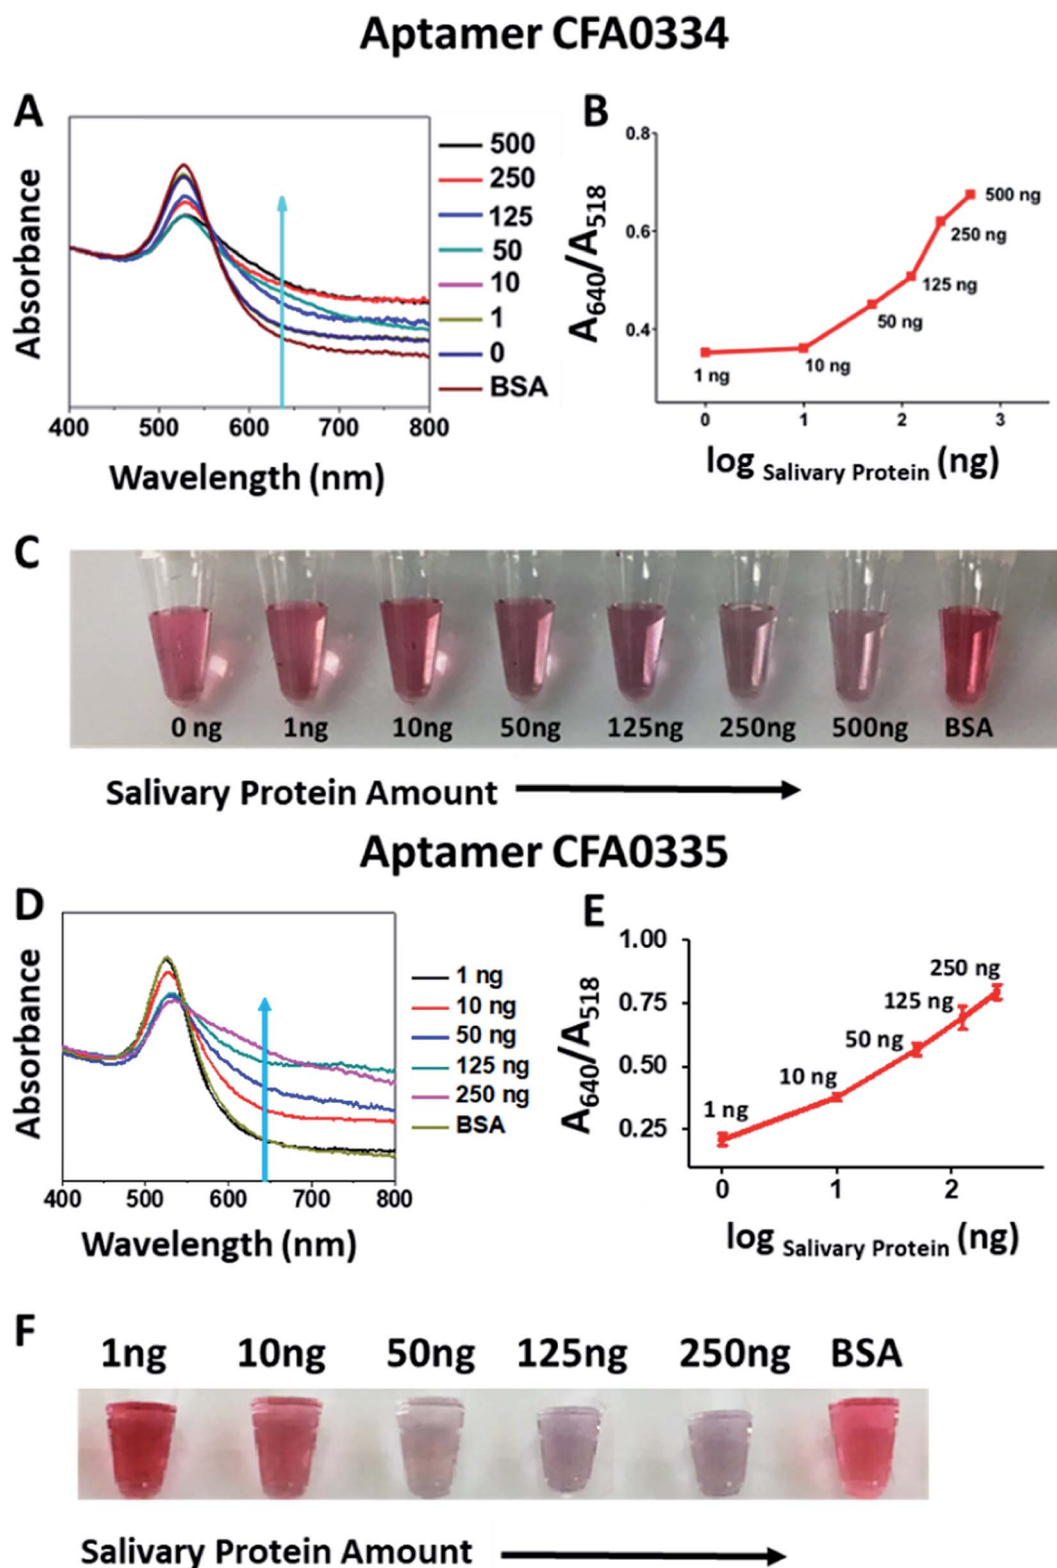 Aptamer CFA0334
A
Absorbance
500
250
125
50
10
1
0
BSA
400 500 600 700 800
Wavelength (nm)
B
A640/A518
0.8
0.6
0.4
500 ng
250 ng
125 ng
50 ng
10 ng
1 ng
0 1 2 3
log Salivary Protein (ng)
C
0 ng 1ng 10ng 50ng 125ng 250ng 500ng BSA
Salivary Protein Amount
Aptamer CFA0335
D
Absorbance
1 ng
10 ng
50 ng
125 ng
250 ng
BSA
400 500 600 700 800
Wavelength (nm)
E
A640/A518
1.00
0.75
0.50
0.25
250 ng
125 ng
50 ng
10 ng
1 ng
0 1 2
log Salivary Protein (ng)
F
1ng 10ng 50ng 125ng 250ng BSA
Salivary Protein Amount